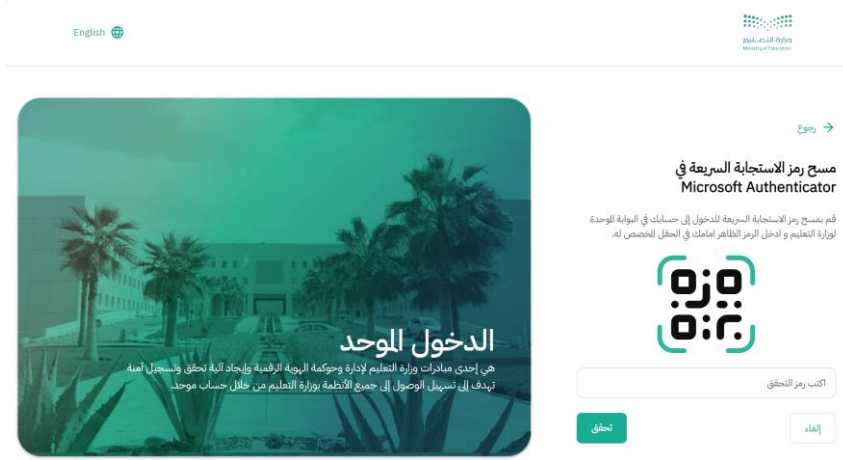 وزارة التعليم
Ministry of Education
English
رجوع
مسح رمز الاستجابة السريعة في
Microsoft Authenticator
قم بمسح رمز الاستجابة السريعة للدخول إلى حسابك في البوابة الموحدة
لوزارة التعليم و ادخل الرمز الظاهر امامك في الحقل المخصص له.
اكتب رمز التحقق
إلغاء
تحقق
الدخول الموحد
هي إحدى مبادرات وزارة التعليم لإدارة وحوكمة الهوية الرقمية وإيجاد آلية تحقق وتسجيل آمنة
تهدف إلى تسهيل الوصول إلى جميع الأنظمة بوزارة التعليم من خلال حساب موحد.